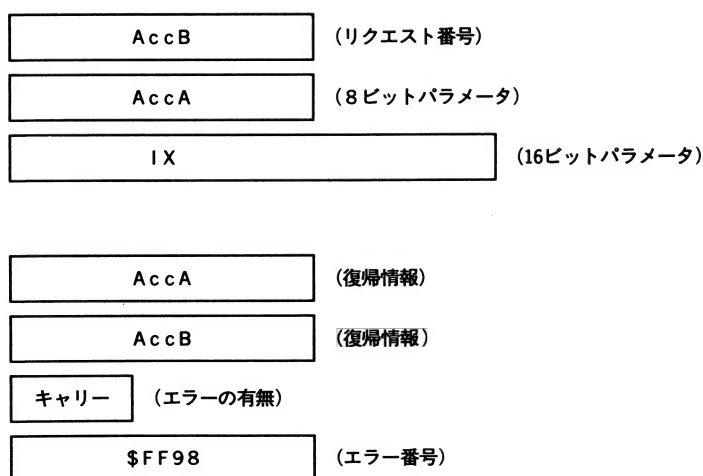 AccB (リクエスト番号)
AccA (8ビットパラメータ)
IX (16ビットパラメータ)
AccA (復帰情報)
AccB (復帰情報)
キャリー (エラーの有無)
$FF98 (エラー番号)